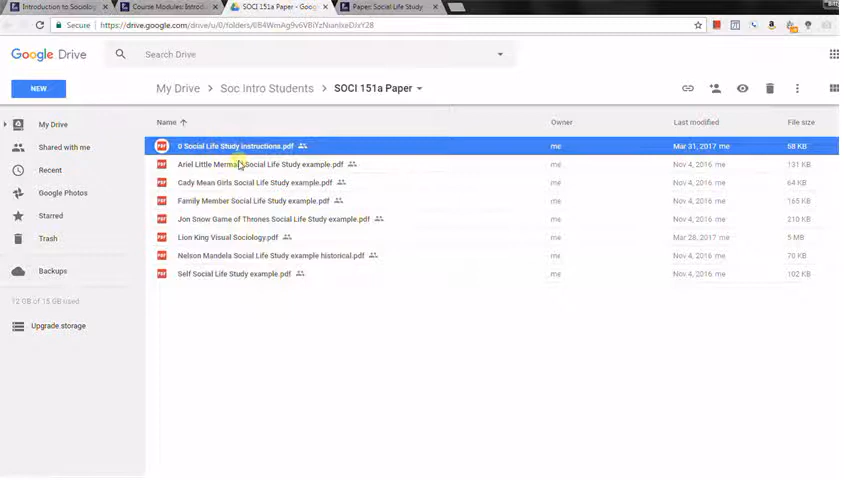 Introduction to Sociolog
Course Modules: Introdu
SOCI 151a Paper - Goog
Paper: Social Life Study
Secure
https://drive.google.com/drive/u/0/folders/0B4WmAg9v6VBiYzNianIxeDJxY28
Google Drive
Search Drive
NEW
My Drive > Soc Intro Students > SOCI 151a Paper
My Drive
Shared with me
Recent
Google Photos
Starred
Trash
Backups
12 GB of 15 GB used
Upgrade storage
Name
Owner
Last modified
File size
0 Social Life Study instructions.pdf
me
Mar 31, 2017 me
58 KB
Ariel Little Mermaid Social Life Study example.pdf
me
Nov 4, 2016 me
131 KB
Cady Mean Girls Social Life Study example.pdf
me
Nov 4, 2016 me
64 KB
Family Member Social Life Study example.pdf
me
Nov 4, 2016 me
165 KB
Jon Snow Game of Thrones Social Life Study example.pdf
me
Nov 4, 2016 me
210 KB
Lion King Visual Sociology.pdf
me
Mar 28, 2017 me
5 MB
Nelson Mandela Social Life Study example historical.pdf
me
Nov 4, 2016 me
70 KB
Self Social Life Study example.pdf
me
Nov 4, 2016 me
102 KB